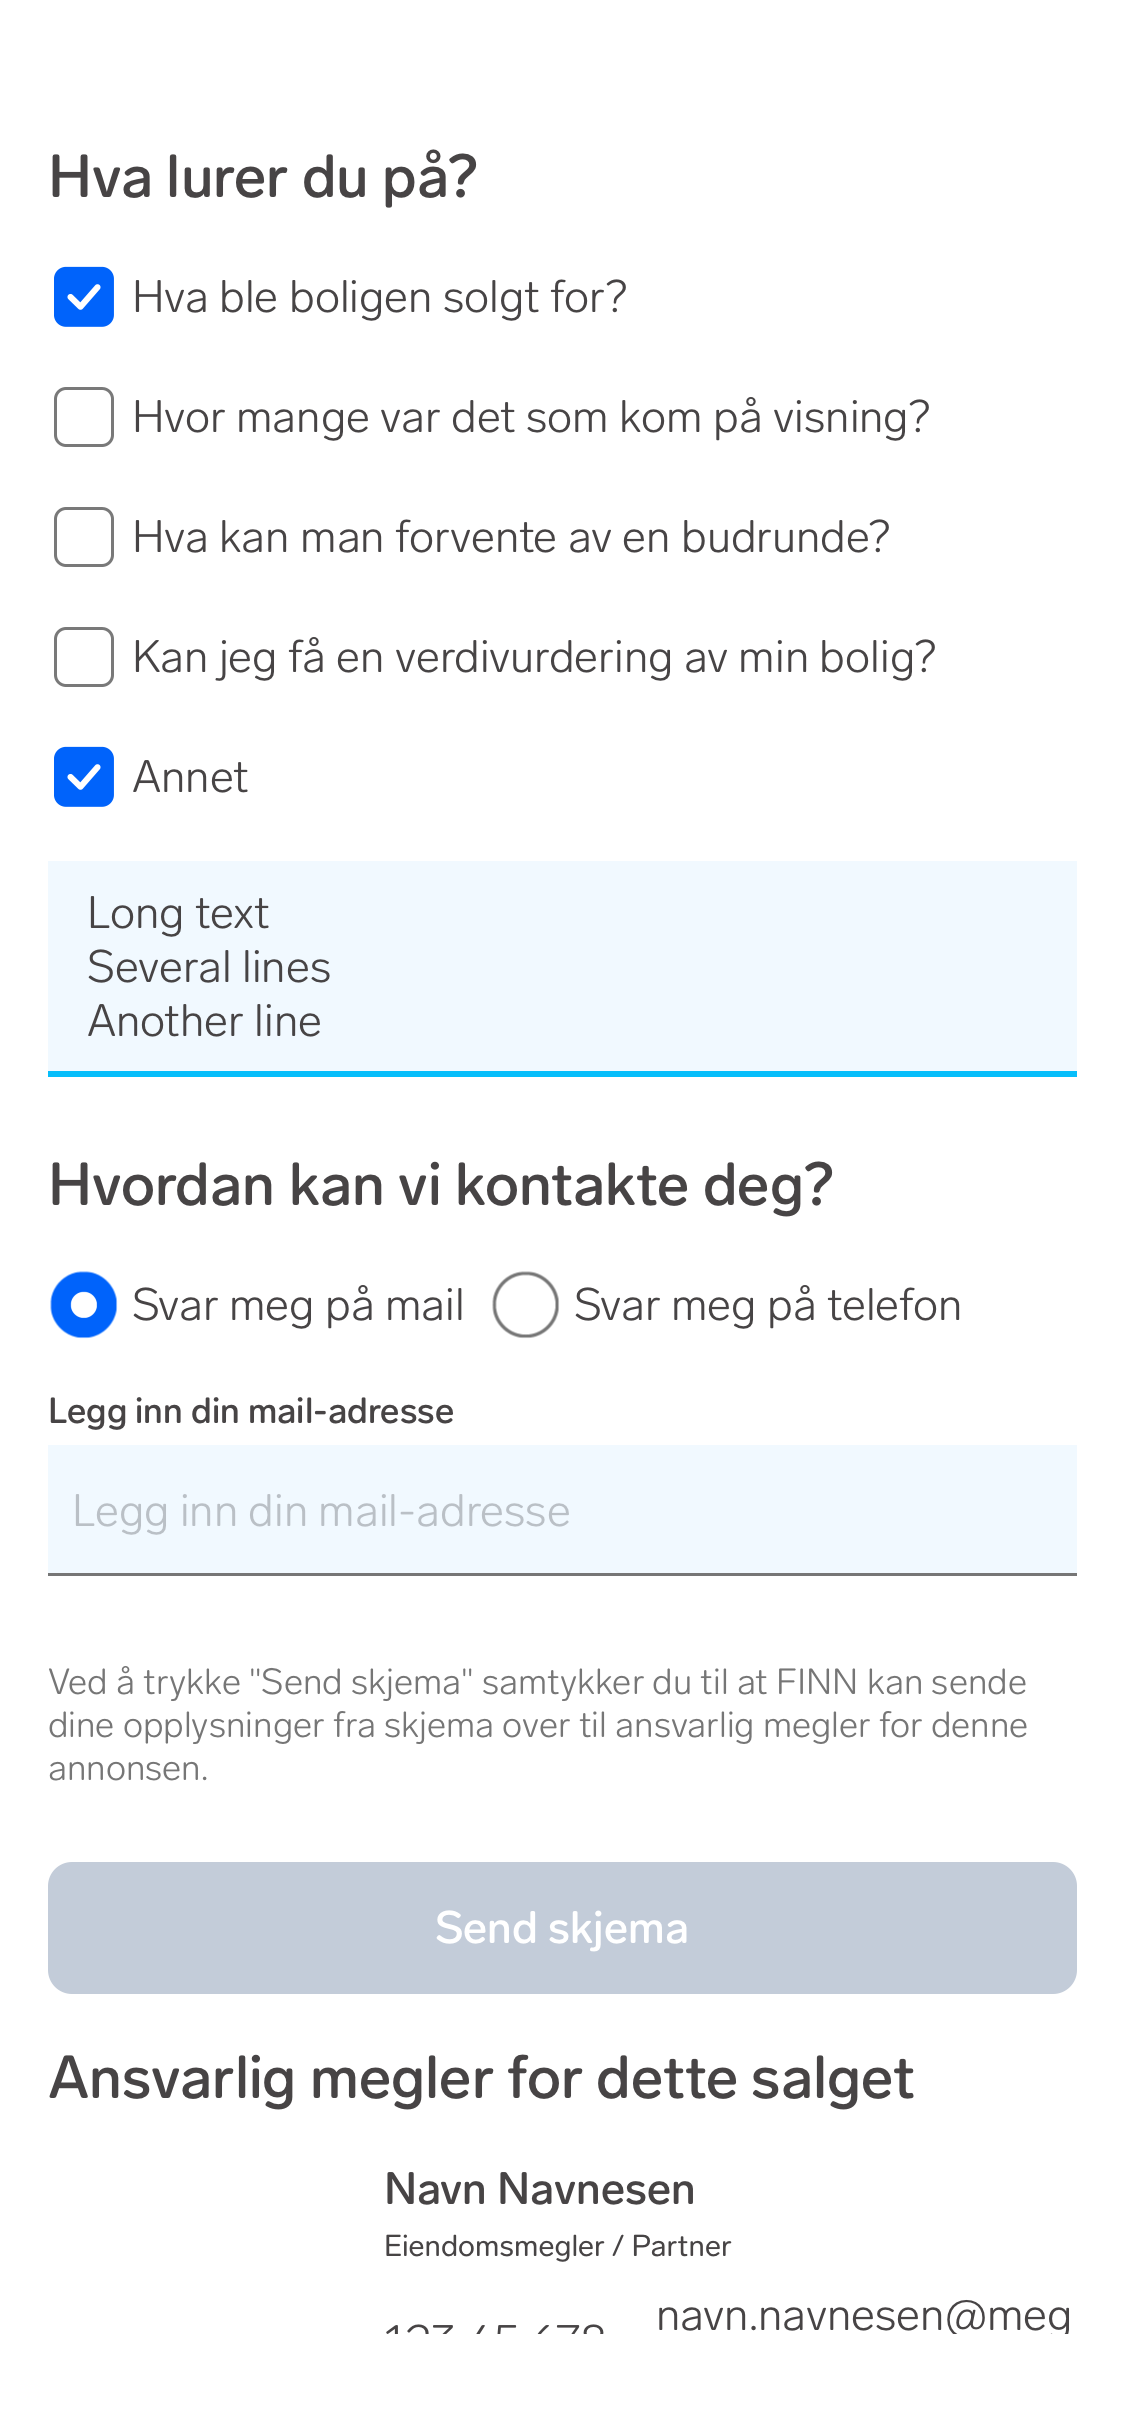 Hva lurer du på?
Hva ble boligen solgt for?
Hvor mange var det som kom på visning?
Hva kan man forvente av en budrunde?
Kan jeg få en verdivurdering av min bolig?
Annet
Long text
Several lines
Another line
Hvordan kan vi kontakte deg?
Svar meg på mail Svar meg på telefon
Legg inn din mail-adresse
Legg inn din mail-adresse
Ved å trykke "Send skjema" samtykker du til at FINN kan sende
dine opplysninger fra skjema over til ansvarlig megler for denne
annonsen.
Send skjema
Ansvarlig megler for dette salget
Navn Navnesen
Eiendomsmegler / Partner
navn.navnesen@meg